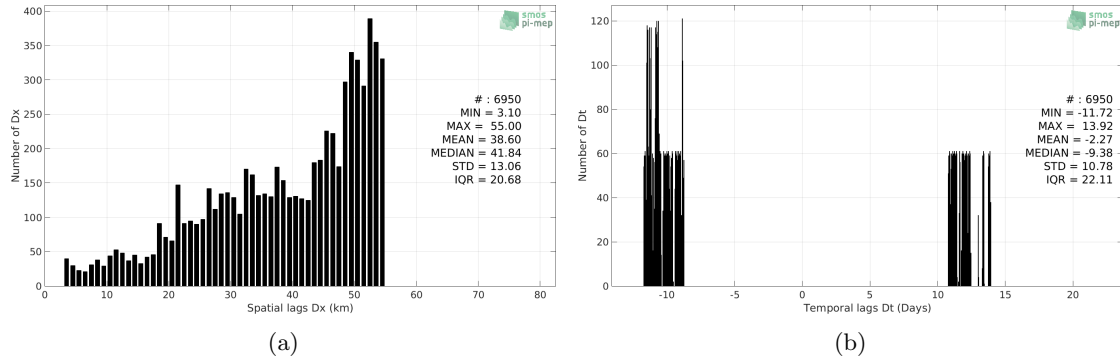 smos
pi-mep
400
350
300
250
200
150
100
50
0
Number of Dx
# : 6950
MIN = 3.10
MAX = 55.00
MEAN = 38.60
MEDIAN = 41.84
STD = 13.06
IQR = 20.68
0 10 20 30 40 50 60 70 80
Spatial lags Dx (km)
(a)
smos
pi-mep
120
100
80
60
40
20
0
Number of Dt
# : 6950
MIN = -11.72
MAX = 13.92
MEAN = -2.27
MEDIAN = -9.38
STD = 10.78
IQR = 22.11
-10 -5 0 5 10 15 20
Temporal lags Dt (Days)
(b)